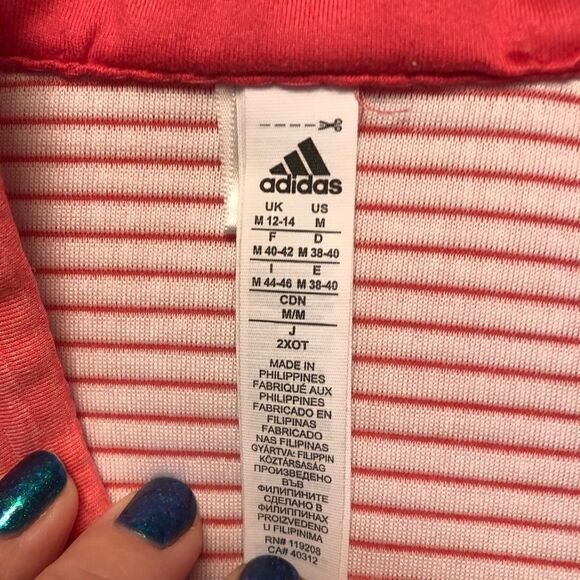 adidas
UK US
M 12-14 M
F D
M 40-42 M 38-40
I E
M 44-46 M 38-40
CDN
M/M
J
2XOT
MADE IN
PHILIPPINES
FABRIQUÉ AUX
PHILIPPINES
FABRICADO EN
FILIPINAS
FABRICADO
NAS FILIPINAS
GYÁRTVA: FILIPPIN
KÖZTÁRSASÁG
ПРОИЗВЕДЕНО
ВЪВ
ФИЛИПИНИТЕ
СДЕЛАНО В
ФИЛИППИНАХ
PROIZVEDENO
U FILIPINIMA
RN# 119208
CA# 40312